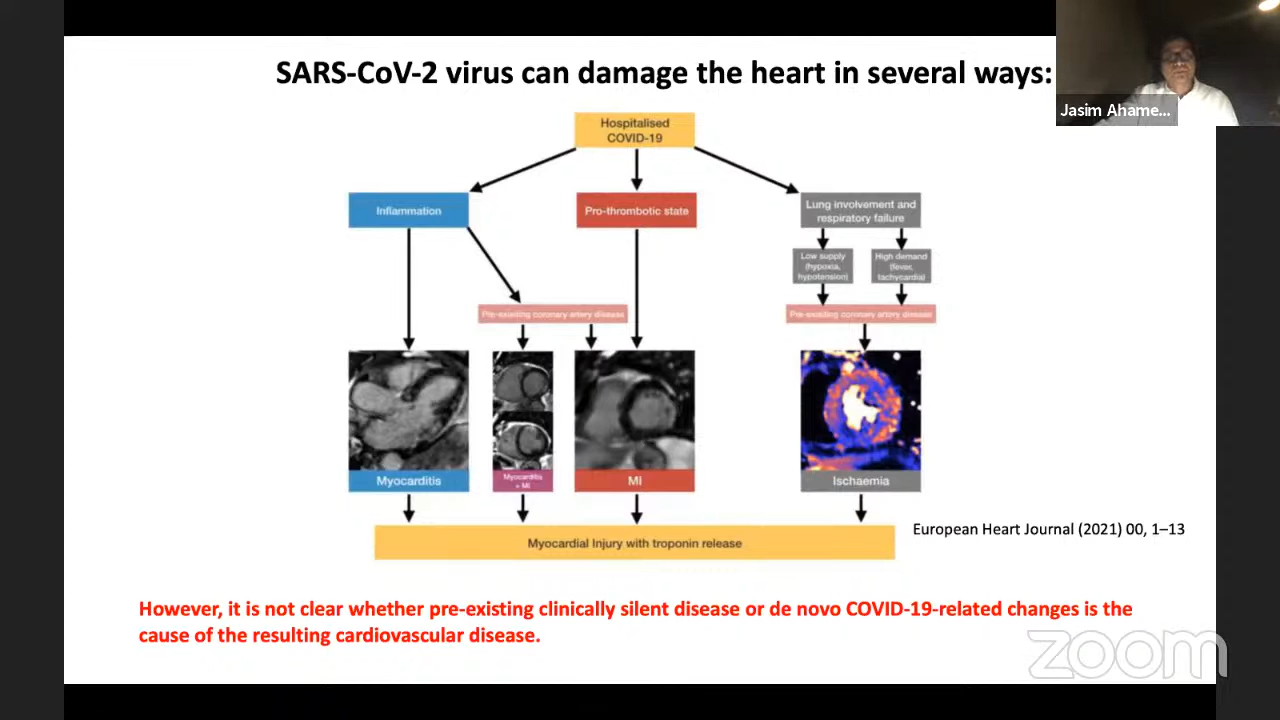 SARS-CoV-2 virus can damage the heart in several ways:
Jasim Ahame...
Hospitalised
COVID-19
Inflammation
Pro-thrombotic state
Lung involvement and
respiratory failure
Low supply
(hypoxia,
hypotension)
High demand
(fever,
tachycardia)
Pre-existing coronary artery disease
Pre-existing coronary artery disease
Myocarditis
Myocarditis
+ MI
MI
Ischaemia
Myocardial Injury with troponin release
European Heart Journal (2021) 00, 1–13
However, it is not clear whether pre-existing clinically silent disease or de novo COVID-19-related changes is the
cause of the resulting cardiovascular disease.
zoom